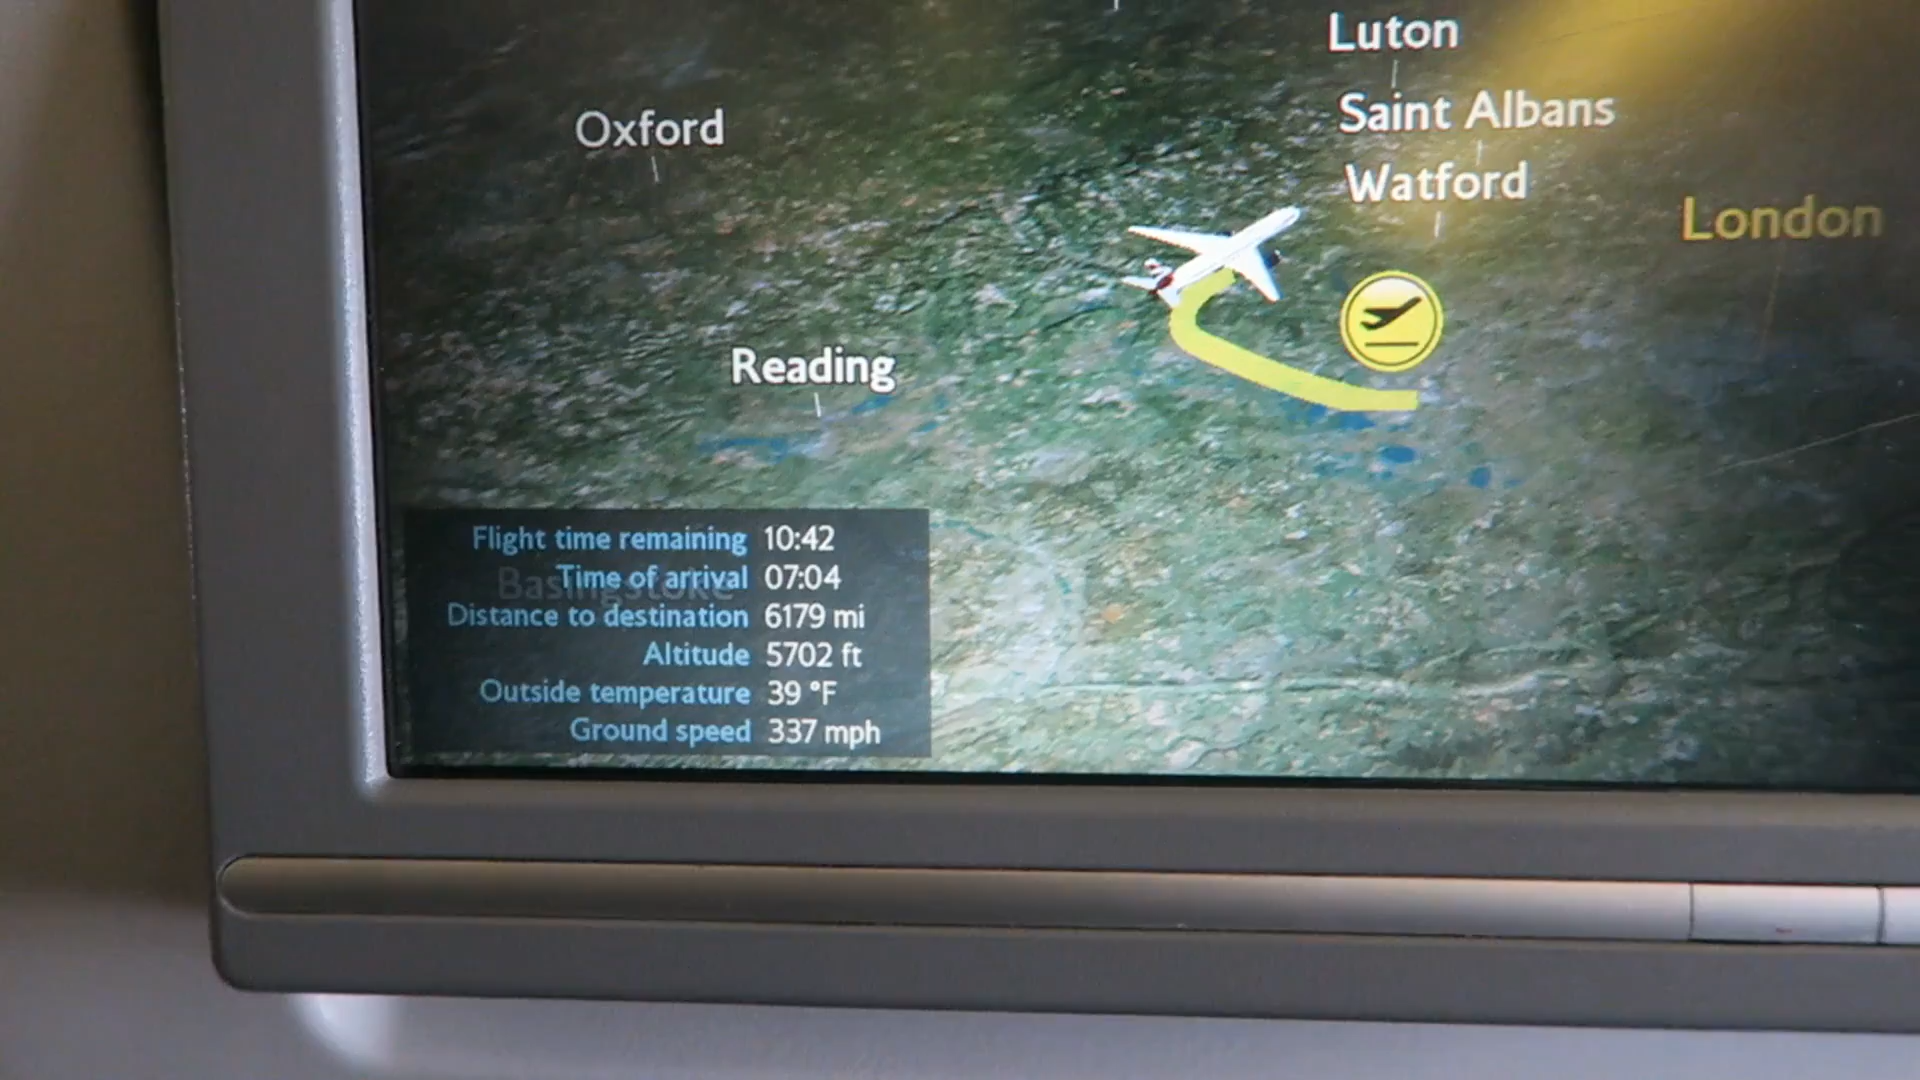 Luton
Saint Albans
Oxford
Watford
London
Reading
Basingstoke
Flight time remaining 10:42
Time of arrival 07:04
Distance to destination 6179 mi
Altitude 5702 ft
Outside temperature 39 °F
Ground speed 337 mph